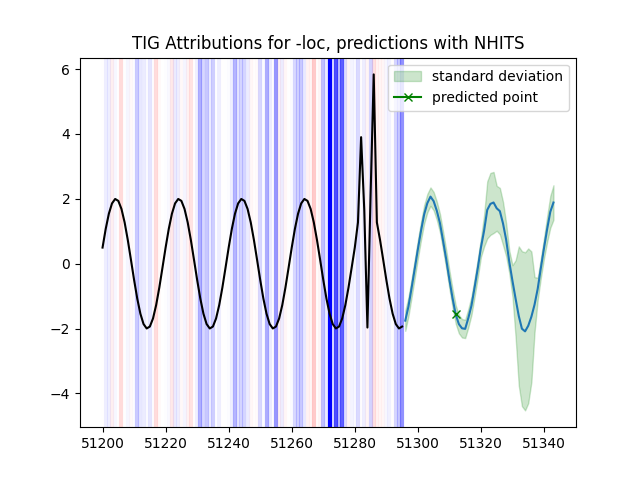 TIG Attributions for -loc, predictions with NHITS
standard deviation
predicted point
6
4
2
0
−2
−4
51200 51220 51240 51260 51280 51300 51320 51340